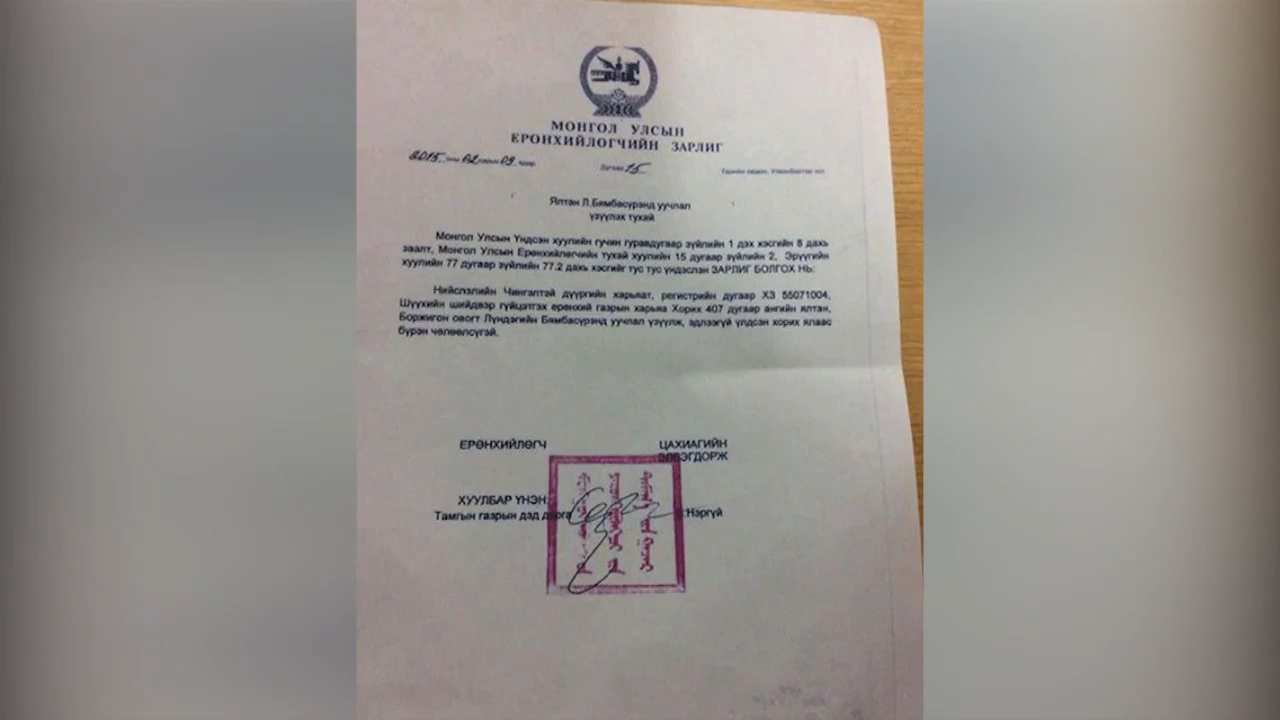 МОНГОЛ УЛСЫН
ЕРӨНХИЙЛӨГЧИЙН ЗАРЛИГ
2015 оны 02 сарын 09 өдөр Дугаар 15 Төрийн ордон, Улаанбаатар хот
Ялтан Л.Бямбасүрэнд уучлал
үзүүлэх тухай
Монгол Улсын Үндсэн хуулийн гучин гуравдугаар зүйлийн 1 дэх хэсгийн 8 дахь
заалт, Монгол Улсын Ерөнхийлөгчийн тухай хуулийн 15 дугаар зүйлийн 2, Эрүүгийн
хуулийн 77 дугаар зүйлийн 77.2 дахь хэсгийг тус тус үндэслэн ЗАРЛИГ БОЛГОХ НЬ:
Нийслэлийн Чингэлтэй дүүргийн харьяат, регистрийн дугаар ХЗ 55071004,
Шүүхийн шийдвэр гүйцэтгэх ерөнхий газрын харьяа Хорих 407 дугаар ангийн ялтан,
Боржигон овогт Лүндэгийн Бямбасүрэнд уучлал үзүүлж, эдлээгүй үлдсэн хорих ялаас
бүрэн чөлөөлсүгэй.
ЕРӨНХИЙЛӨГЧ ЦАХИАГИЙН
ЭЛБЭГДОРЖ
ХУУЛБАР ҮНЭН:
Тамгын газрын дэд дарга Нэргүй